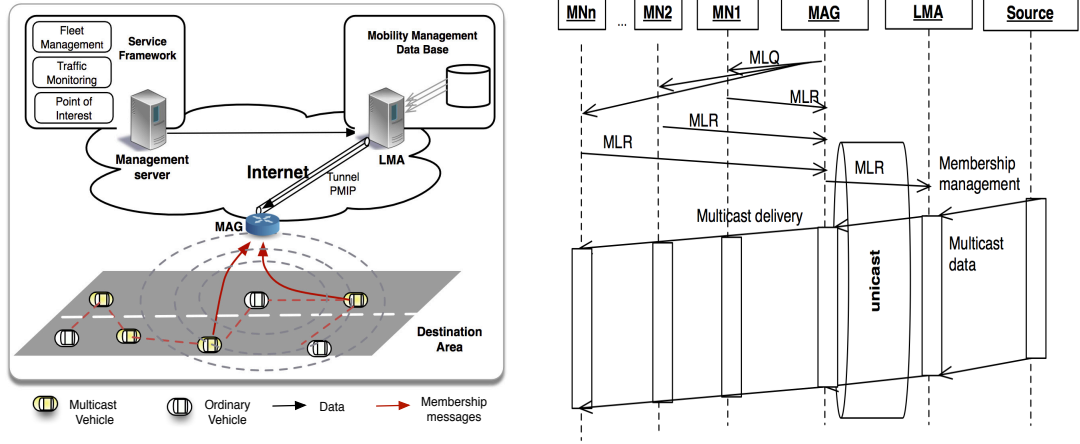 Fleet
Management
Traffic
Monitoring
Point of
Interest
Service
Framework
Management
server
Mobility Management
Data Base
LMA
Internet
Tunnel
PMIP
MAG
Destination
Area
Multicast
Vehicle
Ordinary
Vehicle
Data
Membership
messages
MNn
...
MN2
MN1
MAG
LMA
Source
MLQ
MLR
MLR
MLR
MLR
Membership
management
Multicast delivery
Multicast
data
unicast